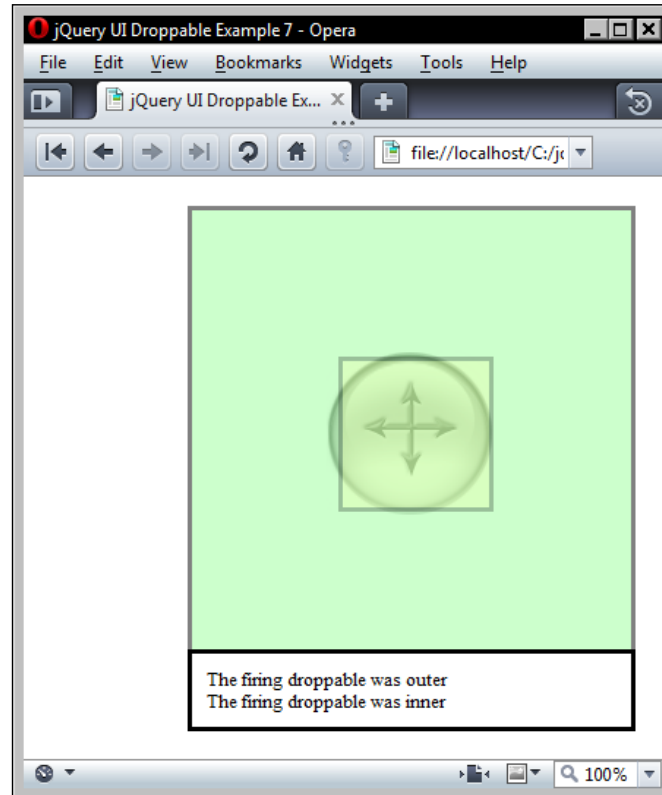 jQuery UI Droppable Example 7 - Opera
File Edit View Bookmarks Widgets Tools Help
jQuery UI Droppable Ex...
file://localhost/C:/jq
The firing droppable was outer
The firing droppable was inner
100%